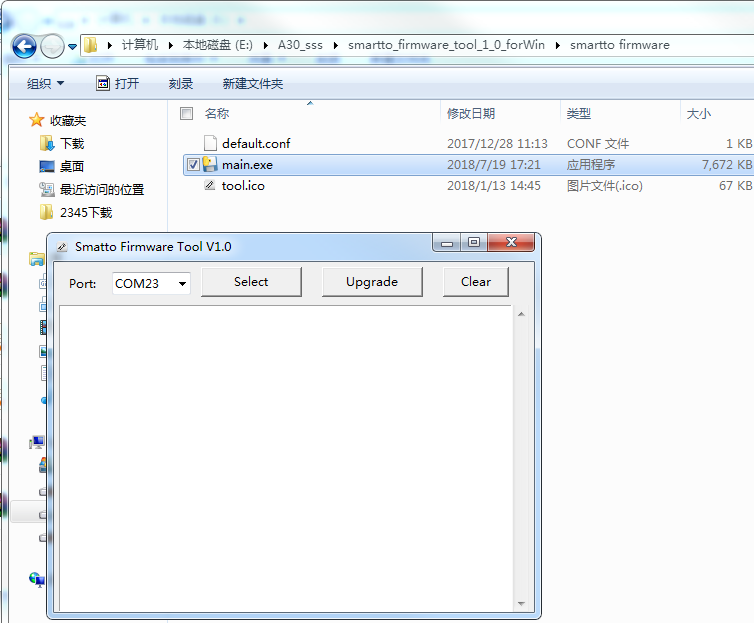 计算机 本地磁盘 (E:) A30_sss smartto_firmware_tool_1_0_forWin smartto firmware
组织 打开 刻录 新建文件夹
收藏夹
下载
桌面
最近访问的位置
2345下载
名称 修改日期 类型 大小
default.conf 2017/12/28 11:13 CONF 文件 1 KB
main.exe 2018/7/19 17:21 应用程序 7,672 KB
tool.ico 2018/1/13 14:45 图片文件(.ico) 67 KB
Smatto Firmware Tool V1.0
Port: COM23 Select Upgrade Clear